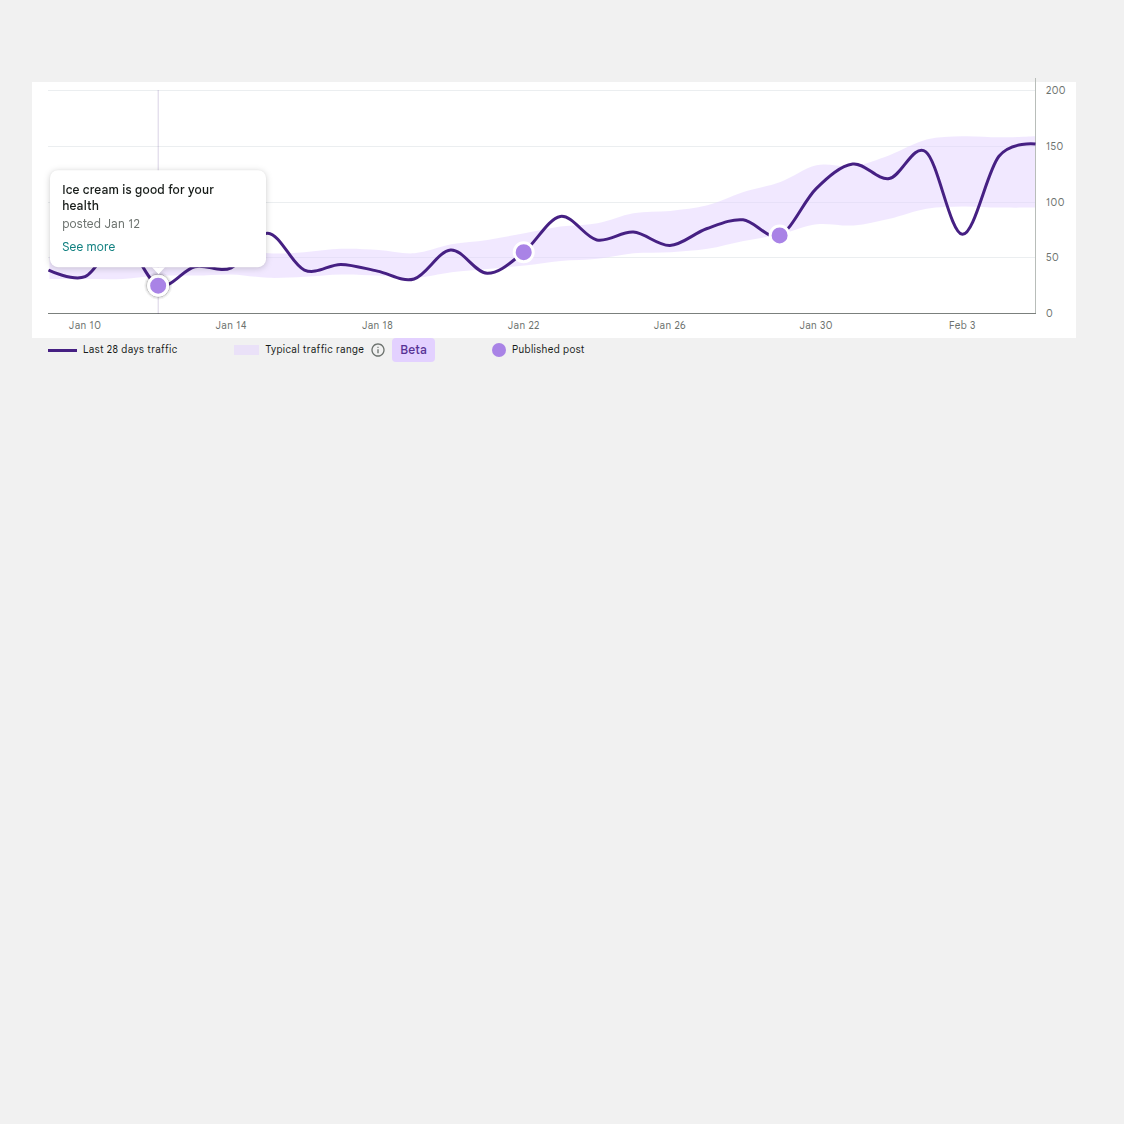 200
150
100
50
0
Ice cream is good for your
health
posted Jan 12
See more
Jan 10
Jan 14
Jan 18
Jan 22
Jan 26
Jan 30
Feb 3
Last 28 days traffic
Typical traffic range
Beta
Published post